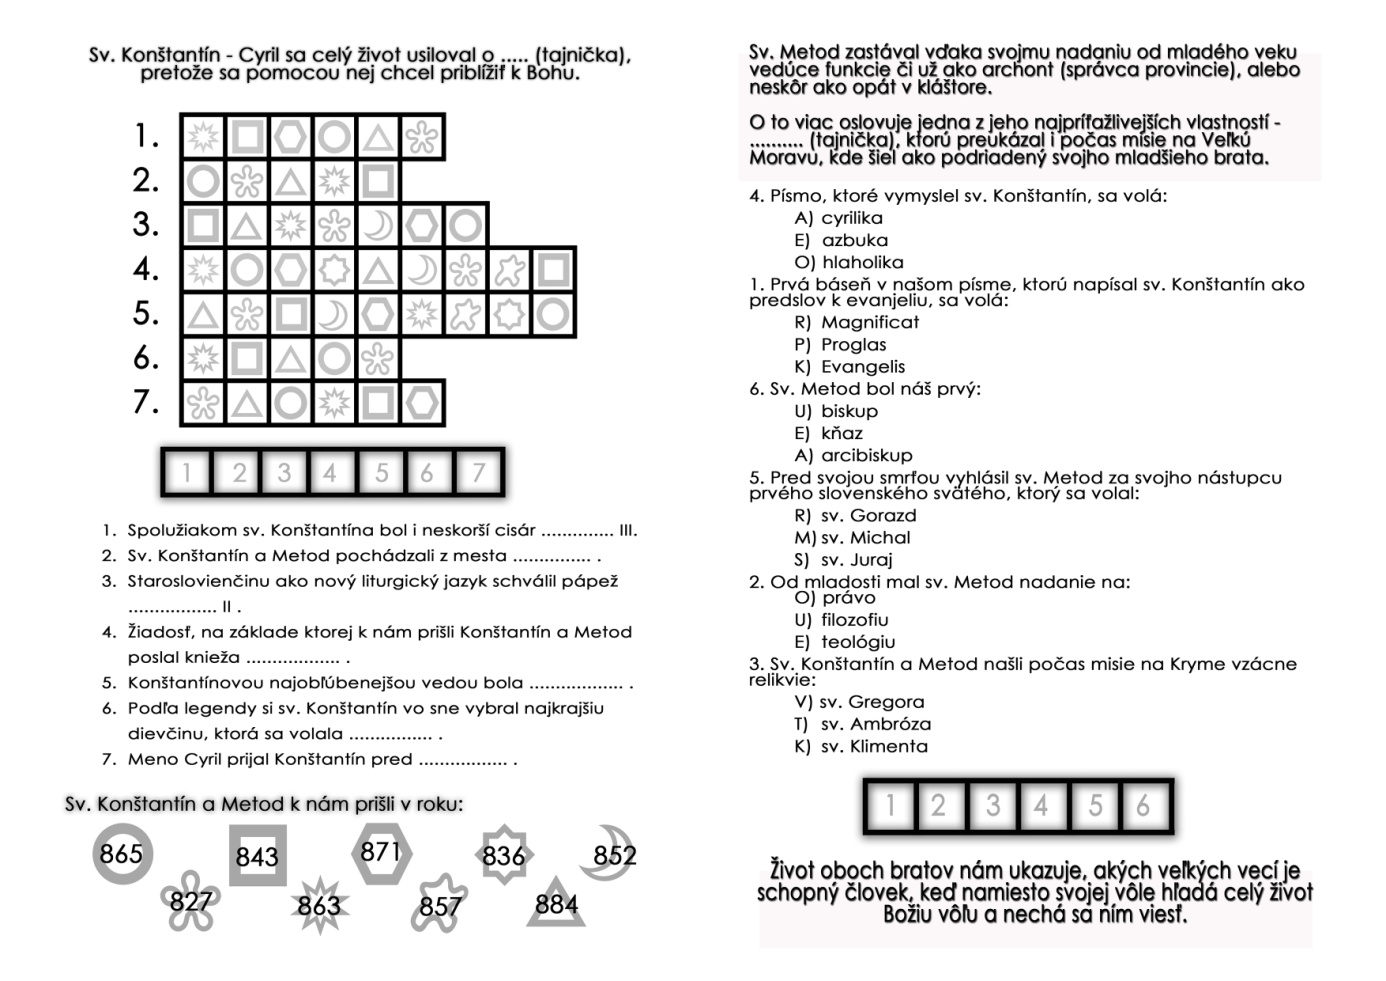 Sv. Konštantín - Cyril sa celý život usiloval o ..... (tajnička),
pretože sa pomocou nej chcel priblížiť k Bohu.
1.
2.
3.
4.
5.
6.
7.
1 2 3 4 5 6 7
1. Spolužiakom sv. Konštantína bol i neskorší cisár .............. III.
2. Sv. Konštantín a Metod pochádzali z mesta ............... .
3. Staroslovienčinu ako nový liturgický jazyk schválil pápež
................. II .
4. Žiadosť, na základe ktorej k nám prišli Konštantín a Metod
poslal knieža .................. .
5. Konštantínovou najobľúbenejšou vedou bola .................. .
6. Podľa legendy si sv. Konštantín vo sne vybral najkrajšiu
dievčinu, ktorá sa volala ................ .
7. Meno Cyril prijal Konštantín pred ................. .
Sv. Konštantín a Metod k nám prišli v roku:
865 843 871 836 852
827 863 857 884
Sv. Metod zastával vďaka svojmu nadaniu od mladého veku
vedúce funkcie či už ako archont (správca provincie), alebo
neskôr ako opát v kláštore.
O to viac oslovuje jedna z jeho najpríťažlivejších vlastností -
.......... (tajnička), ktorú preukázal i počas misie na Veľkú
Moravu, kde šiel ako podriadený svojho mladšieho brata.
4. Písmo, ktoré vymyslel sv. Konštantín, sa volá:
A) cyrilika
E) azbuka
O) hlaholika
1. Prvá báseň v našom písme, ktorú napísal sv. Konštantín ako
predslov k evanjeliu, sa volá:
R) Magnificat
P) Proglas
K) Evangelis
6. Sv. Metod bol náš prvý:
U) biskup
E) kňaz
A) arcibiskup
5. Pred svojou smrťou vyhlásil sv. Metod za svojho nástupcu
prvého slovenského svätého, ktorý sa volal:
R) sv. Gorazd
M) sv. Michal
S) sv. Juraj
2. Od mladosti mal sv. Metod nadanie na:
O) právo
U) filozofiu
E) teológiu
3. Sv. Konštantín a Metod našli počas misie na Kryme vzácne
relikvie:
V) sv. Gregora
T) sv. Ambróza
K) sv. Klimenta
1 2 3 4 5 6
Život oboch bratov nám ukazuje, akých veľkých vecí je
schopný človek, keď namiesto svojej vôle hľadá celý život
Božiu vôľu a nechá sa ním viesť.